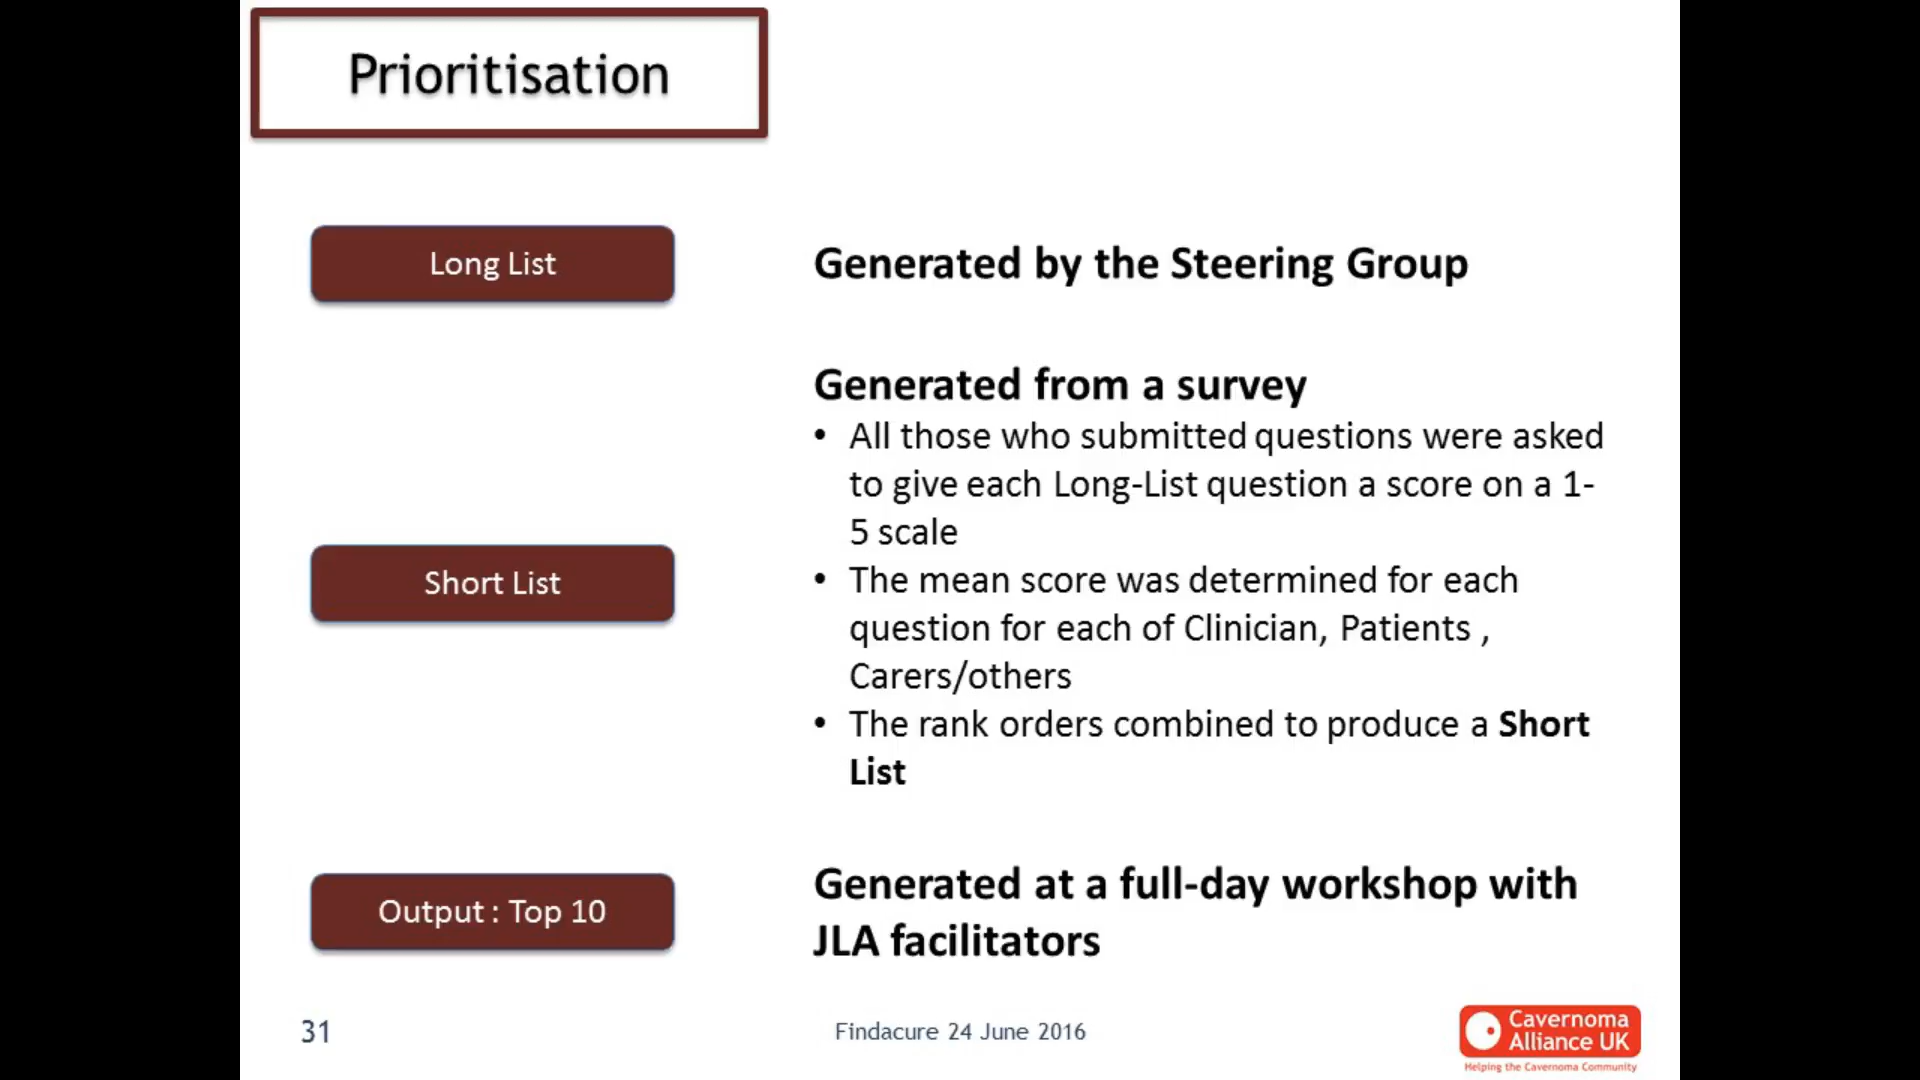 Prioritisation
Long List
Generated by the Steering Group
Generated from a survey
• All those who submitted questions were asked
to give each Long-List question a score on a 1-
5 scale
Short List
• The mean score was determined for each
question for each of Clinician, Patients ,
Carers/others
• The rank orders combined to produce a Short
List
Output : Top 10
Generated at a full-day workshop with
JLA facilitators
31
Findacure 24 June 2016
Cavernoma
Alliance UK
Helping the Cavernoma Community